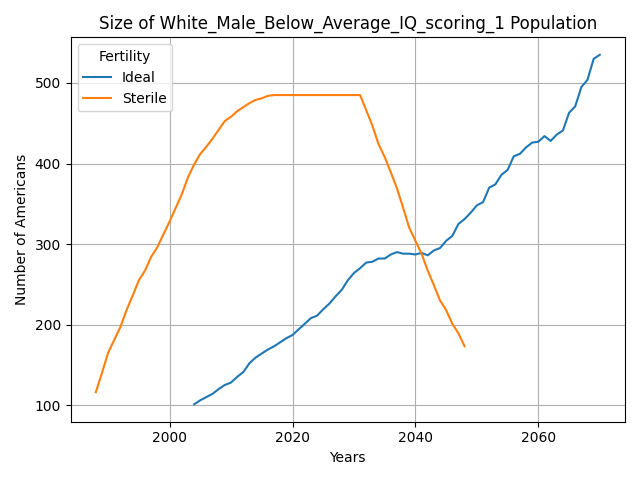 Size of White_Male_Below_Average_IQ_scoring_1 Population
Fertility
Ideal
Sterile
Number of Americans
500
400
300
200
100
2000
2020
2040
2060
Years